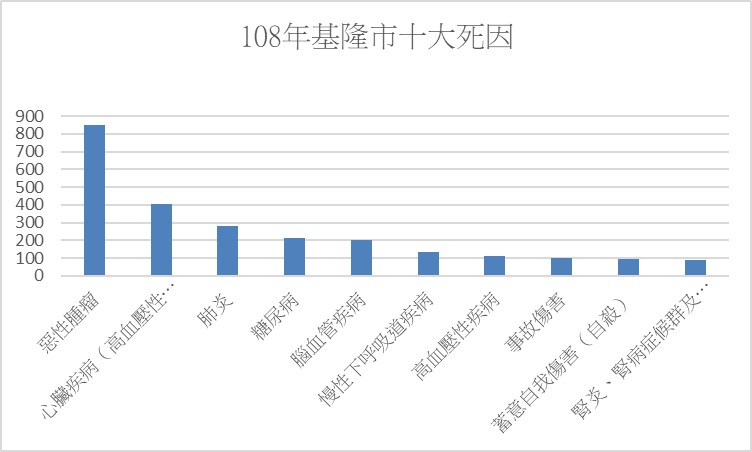 108年基隆市十大死因
900
800
700
600
500
400
300
200
100
0
惡性腫瘤
心臟疾病（高血壓性…
肺炎
糖尿病
腦血管疾病
慢性下呼吸道疾病
高血壓性疾病
事故傷害
蓄意自我傷害（自殺）
腎炎、腎病症候群及…